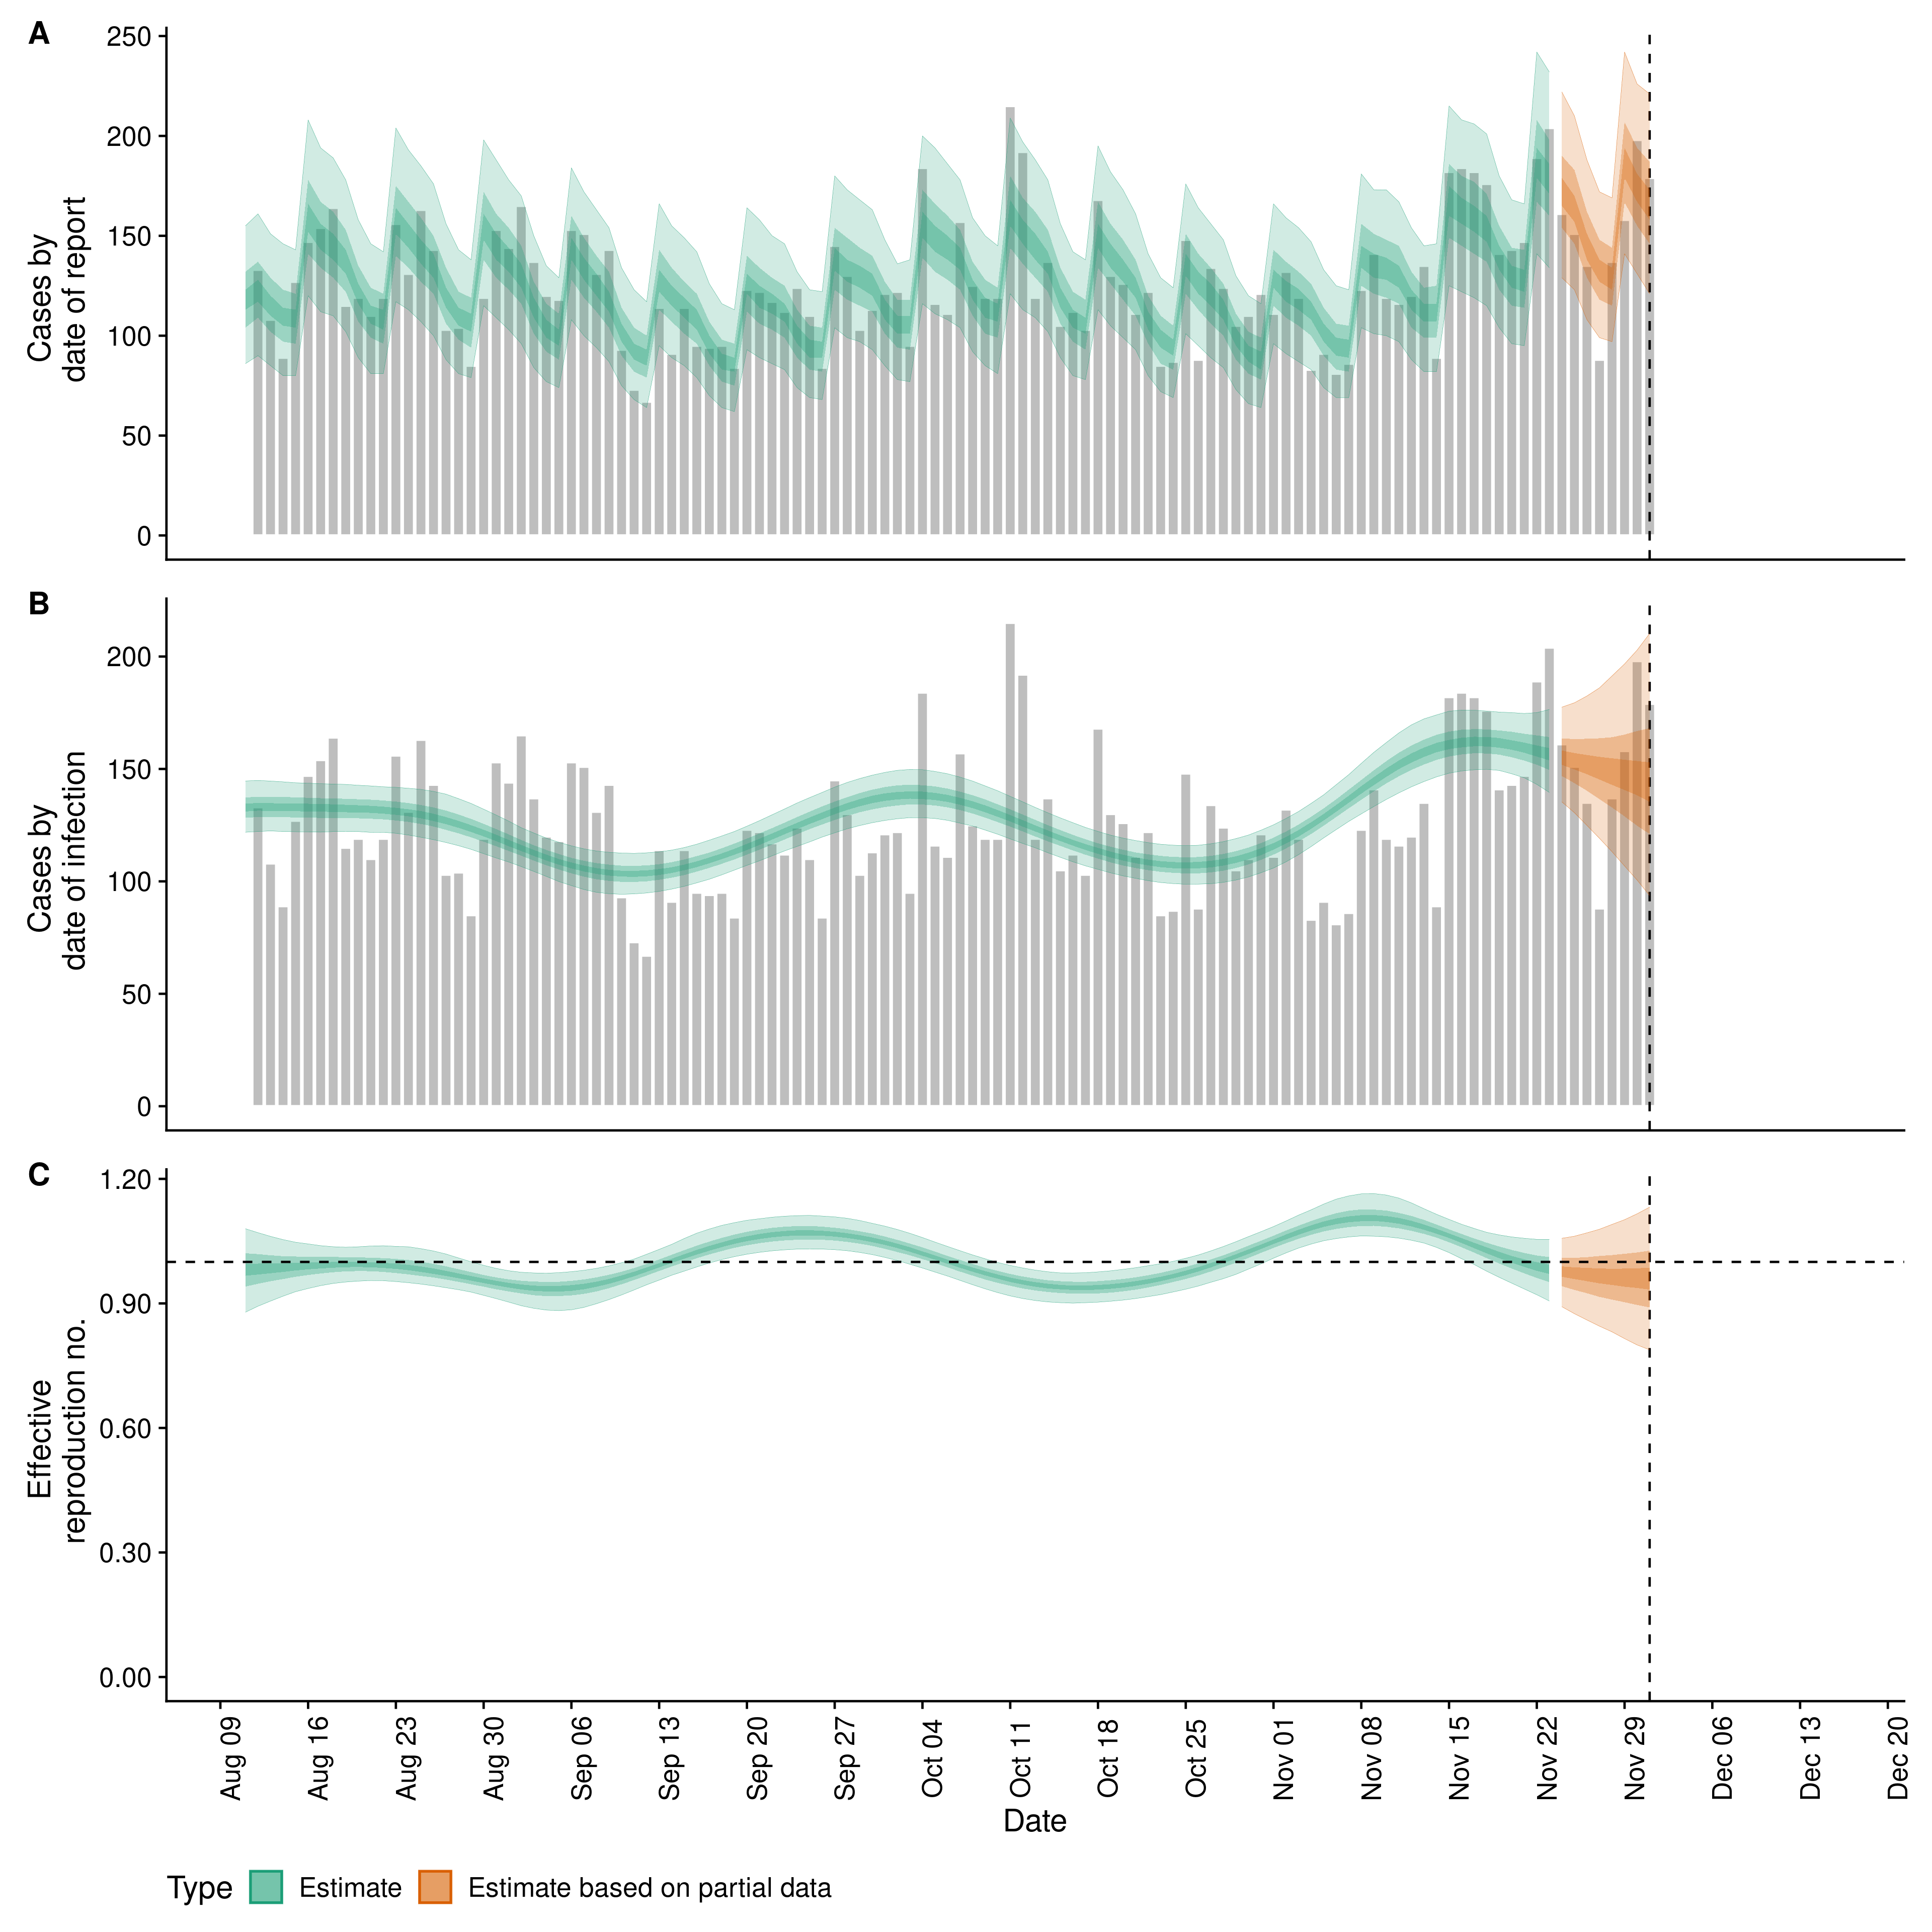 A
250
200
150
100
50
0
Cases by
date of report
B
200
150
100
50
0
Cases by
date of infection
C
1.20
0.90
0.60
0.30
0.00
Effective
reproduction no.
Aug 09
Aug 16
Aug 23
Aug 30
Sep 06
Sep 13
Sep 20
Sep 27
Oct 04
Oct 11
Oct 18
Oct 25
Nov 01
Nov 08
Nov 15
Nov 22
Nov 29
Dec 06
Dec 13
Dec 20
Date
Type Estimate Estimate based on partial data